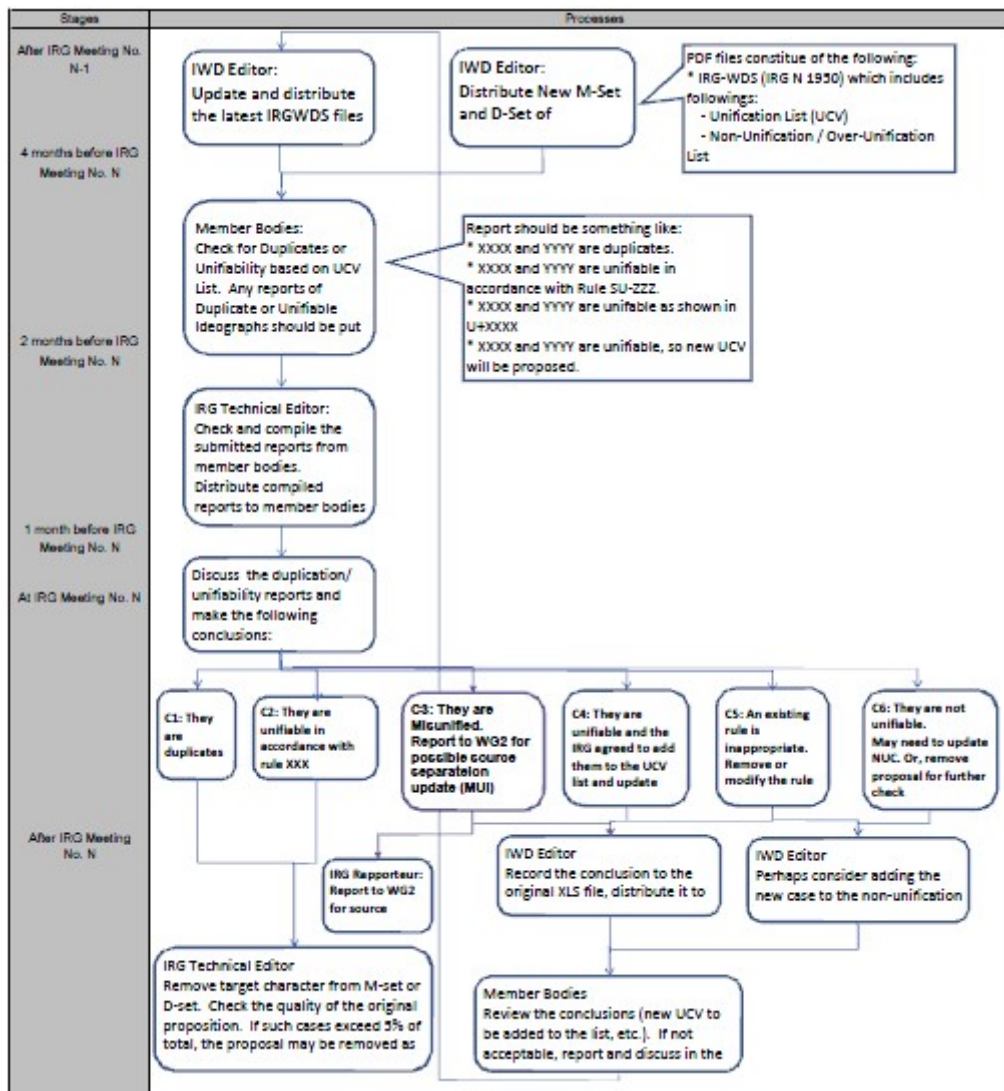 Stages
Processes
After IRG Meeting No.
N-1
IWD Editor:
Update and distribute
the latest IRGWDS files
IWD Editor:
Distribute New M-Set
and D-Set of
PDF files constitue of the following:
* IRG-WDS (IRG N 1950) which includes
followings:
- Unification List (UCV)
- Non-Unification / Over-Unification
List
4 months before IRG
Meeting No. N
Member Bodies:
Check for Duplicates or
Unifiability based on UCV
List. Any reports of
Duplicate or Unifiable
Ideographs should be put
Report should be something like:
* XXXX and YYYY are duplicates.
* XXXX and YYYY are unifiable in
accordance with Rule SU-ZZZ.
* XXXX and YYYY are unifable as shown in
U+XXXX
* XXXX and YYYY are unifiable, so new UCV
will be proposed.
2 months before IRG
Meeting No. N
IRG Technical Editor:
Check and compile the
submitted reports from
member bodies.
Distribute compiled
reports to member bodies
1 month before IRG
Meeting No. N
At IRG Meeting No. N
Discuss the duplication/
unifiability reports and
make the following
conclusions:
C1: They
are
duplicates
C2: They are
unifiable in
accordance with
rule XXX
C3: They are
Misunified.
Report to WG2 for
possible source
separateion
update (MUI)
C4: They are
unifiable and the
IRG agreed to add
them to the UCV
list and update
C5: An existing
rule is
inappropriate.
Remove or
modify the rule
C6: They are not
unifiable.
May need to update
NUC. Or, remove
proposal for further
check
After IRG Meeting
No. N
IRG Rapporteur:
Report to WG2
for source
IWD Editor
Record the conclusion to the
original XLS file, distribute it to
IWD Editor
Perhaps consider adding the
new case to the non-unification
IRG Technical Editor
Remove target character from M-set or
D-set. Check the quality of the original
proposition. If such cases exceed 5% of
total, the proposal may be removed as
Member Bodies
Review the conclusions (new UCV to
be added to the list, etc.). If not
acceptable, report and discuss in the